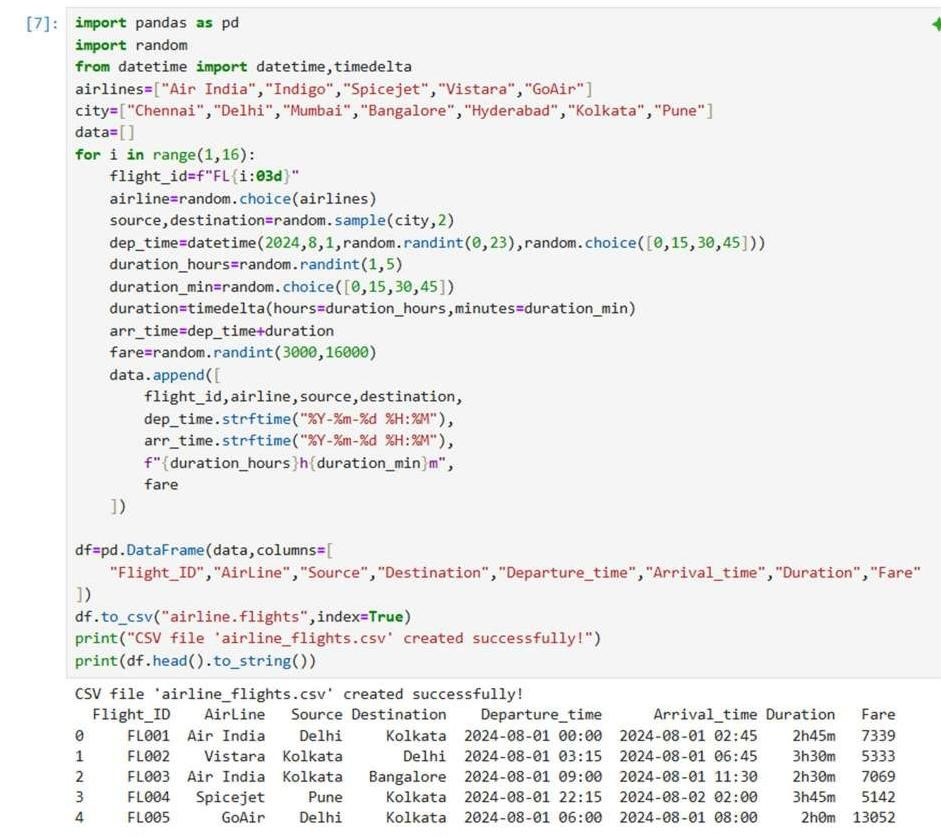 [7]:
import pandas as pd
import random
from datetime import datetime,timedelta
airlines=["Air India","Indigo","Spicejet","Vistara","GoAir"]
city=["Chennai","Delhi","Mumbai","Bangalore","Hyderabad","Kolkata","Pune"]
data=[]
for i in range(1,16):
    flight_id=f"FL{i:03d}"
    airline=random.choice(airlines)
    source,destination=random.sample(city,2)
    dep_time=datetime(2024,8,1,random.randint(0,23),random.choice([0,15,30,45]))
    duration_hours=random.randint(1,5)
    duration_min=random.choice([0,15,30,45])
    duration=timedelta(hours=duration_hours,minutes=duration_min)
    arr_time=dep_time+duration
    fare=random.randint(3000,16000)
    data.append([
        flight_id,airline,source,destination,
        dep_time.strftime("%Y-%m-%d %H:%M"),
        arr_time.strftime("%Y-%m-%d %H:%M"),
        f"{duration_hours}h{duration_min}m",
        fare
    ])

df=pd.DataFrame(data,columns=[
    "Flight_ID","AirLine","Source","Destination","Departure_time","Arrival_time","Duration","Fare"
])
df.to_csv("airline.flights",index=True)
print("CSV file 'airline_flights.csv' created successfully!")
print(df.head().to_string())
CSV file 'airline_flights.csv' created successfully!
  Flight_ID    AirLine   Source Destination    Departure_time      Arrival_time Duration   Fare
0     FL001  Air India    Delhi     Kolkata  2024-08-01 00:00  2024-08-01 02:45    2h45m   7339
1     FL002    Vistara  Kolkata       Delhi  2024-08-01 03:15  2024-08-01 06:45    3h30m   5333
2     FL003  Air India  Kolkata   Bangalore  2024-08-01 09:00  2024-08-01 11:30    2h30m   7069
3     FL004   Spicejet     Pune     Kolkata  2024-08-01 22:15  2024-08-02 02:00    3h45m   5142
4     FL005      GoAir    Delhi     Kolkata  2024-08-01 06:00  2024-08-01 08:00     2h0m  13052